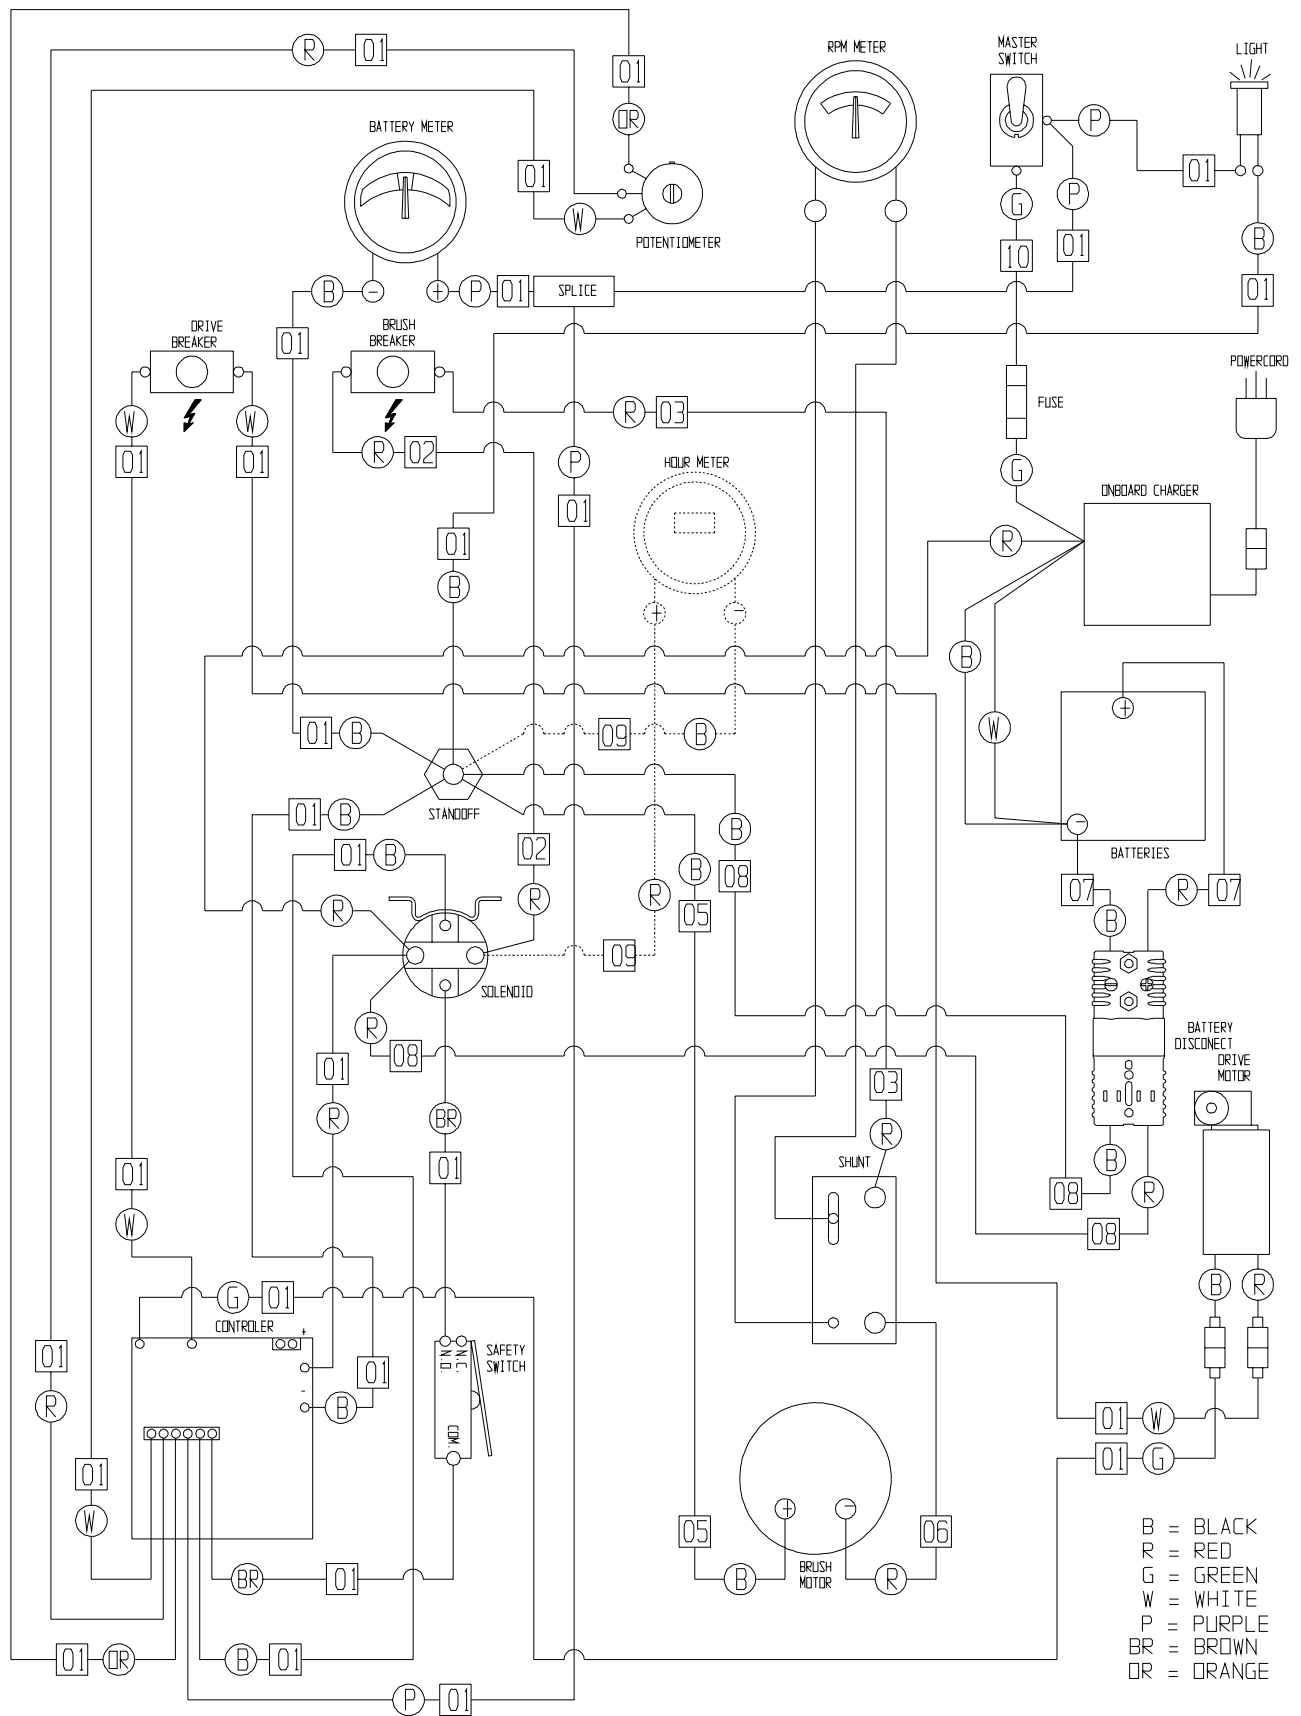 R 01
01
OR
BATTERY METER
01
W
POTENTIOMETER
RPM METER
MASTER
SWITCH
LIGHT
P
01
G
P
10
01
B
01
B
-
+
P
01
SPLICE
01
DRIVE
BREAKER
BRUSH
BREAKER
POWERCORD
W
W
01
01
R
03
R
02
FUSE
P
01
HOUR METER
G
ONBOARD CHARGER
01
B
R
+
-
B
W
+
01
B
09
B
STANDOFF
01
B
-
BATTERIES
01
B
02
R
R
B
08
B
05
R
07
B
R
07
09
SOLENOID
R
08
01
R
BR
01
BATTERY
DISCONECT
DRIVE
MOTOR
03
R
SHUNT
B
08
R
08
01
W
G
01
CONTROLER
+
-
B
R
01
R
01
B
N.O.
N.C.
COM.
SAFETY
SWITCH
01
W
01
G
01
W
05
B
+
-
BRUSH
MOTOR
R
06
BR
01
01
OR
B
01
P
01
B = BLACK
R = RED
G = GREEN
W = WHITE
P = PURPLE
BR = BROWN
OR = ORANGE